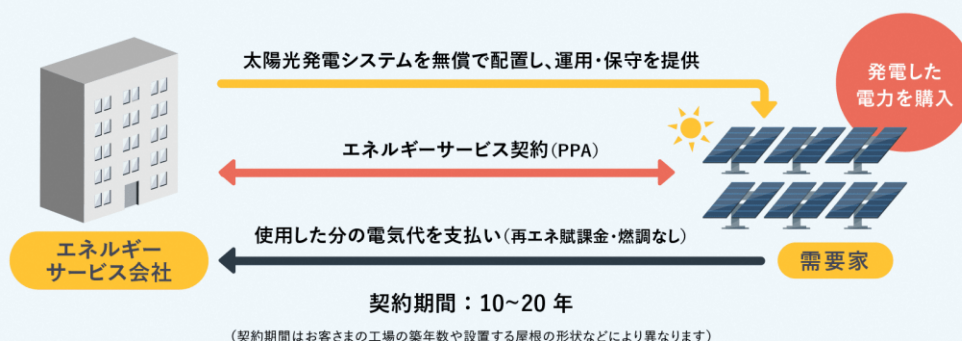 太陽光発電システムを無償で配置し、運用・保守を提供
発電した
電力を購入
エネルギーサービス契約(PPA)
使用した分の電気代を支払い(再エネ賦課金・燃調なし)
エネルギー
サービス会社
需要家
契約期間：10~20 年
(契約期間はお客さまの工場の築年数や設置する屋根の形状などにより異なります)